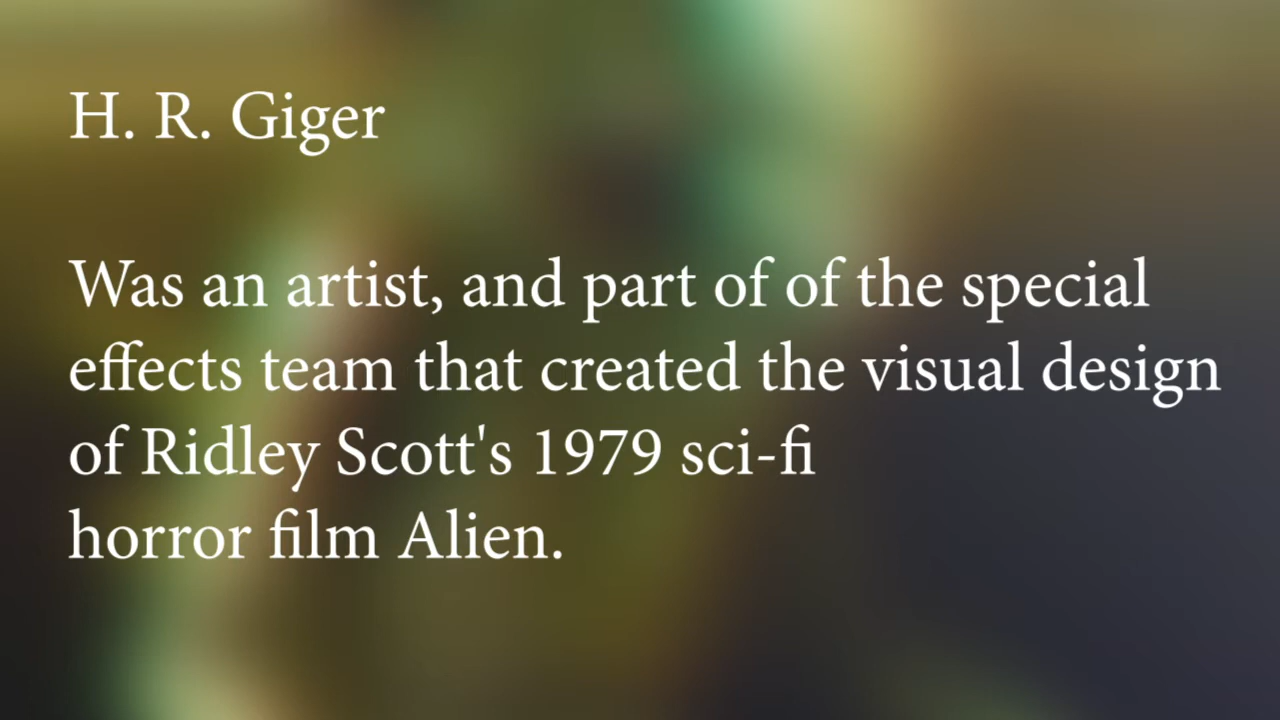 H. R. Giger
Was an artist, and part of of the special
effects team that created the visual design
of Ridley Scott's 1979 sci-fi
horror film Alien.